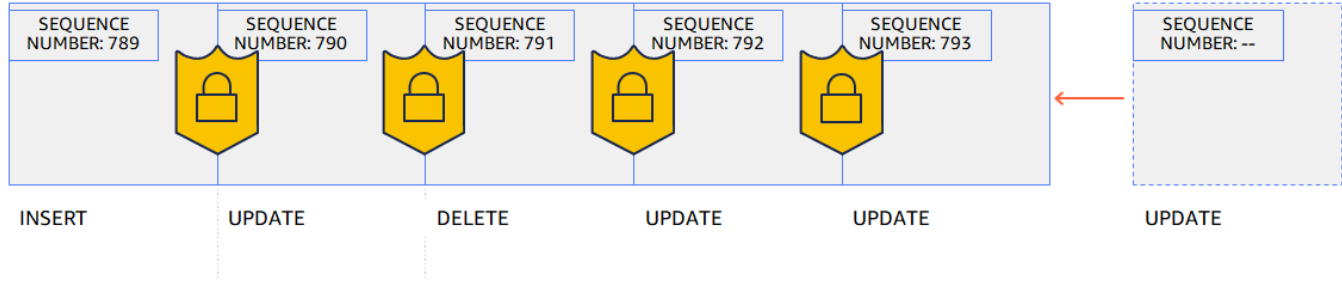 SEQUENCE
NUMBER: 789
SEQUENCE
NUMBER: 790
SEQUENCE
NUMBER: 791
SEQUENCE
NUMBER: 792
SEQUENCE
NUMBER: 793
SEQUENCE
NUMBER: --
INSERT
UPDATE
DELETE
UPDATE
UPDATE
UPDATE